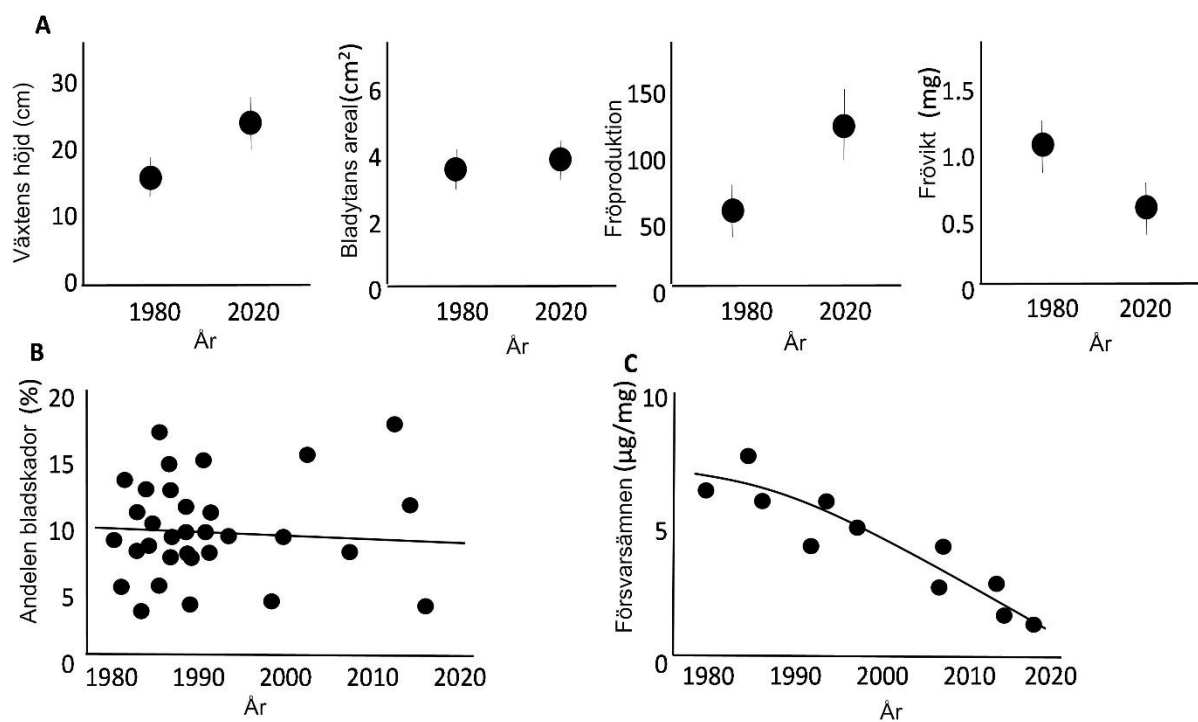 A
Växtens höjd (cm)
30
20
10
0
1980 2020
År
Bladytans areal (cm²)
6
4
2
0
1980 2020
År
Fröproduktion
150
100
50
0
1980 2020
År
Frövikt (mg)
1.5
1.0
0.5
0
1980 2020
År
B
Andelen bladskador (%)
20
15
10
5
0
1980 1990 2000 2010 2020
År
C
Försvarsämnen (µg/mg)
10
5
0
1980 1990 2000 2010 2020
År